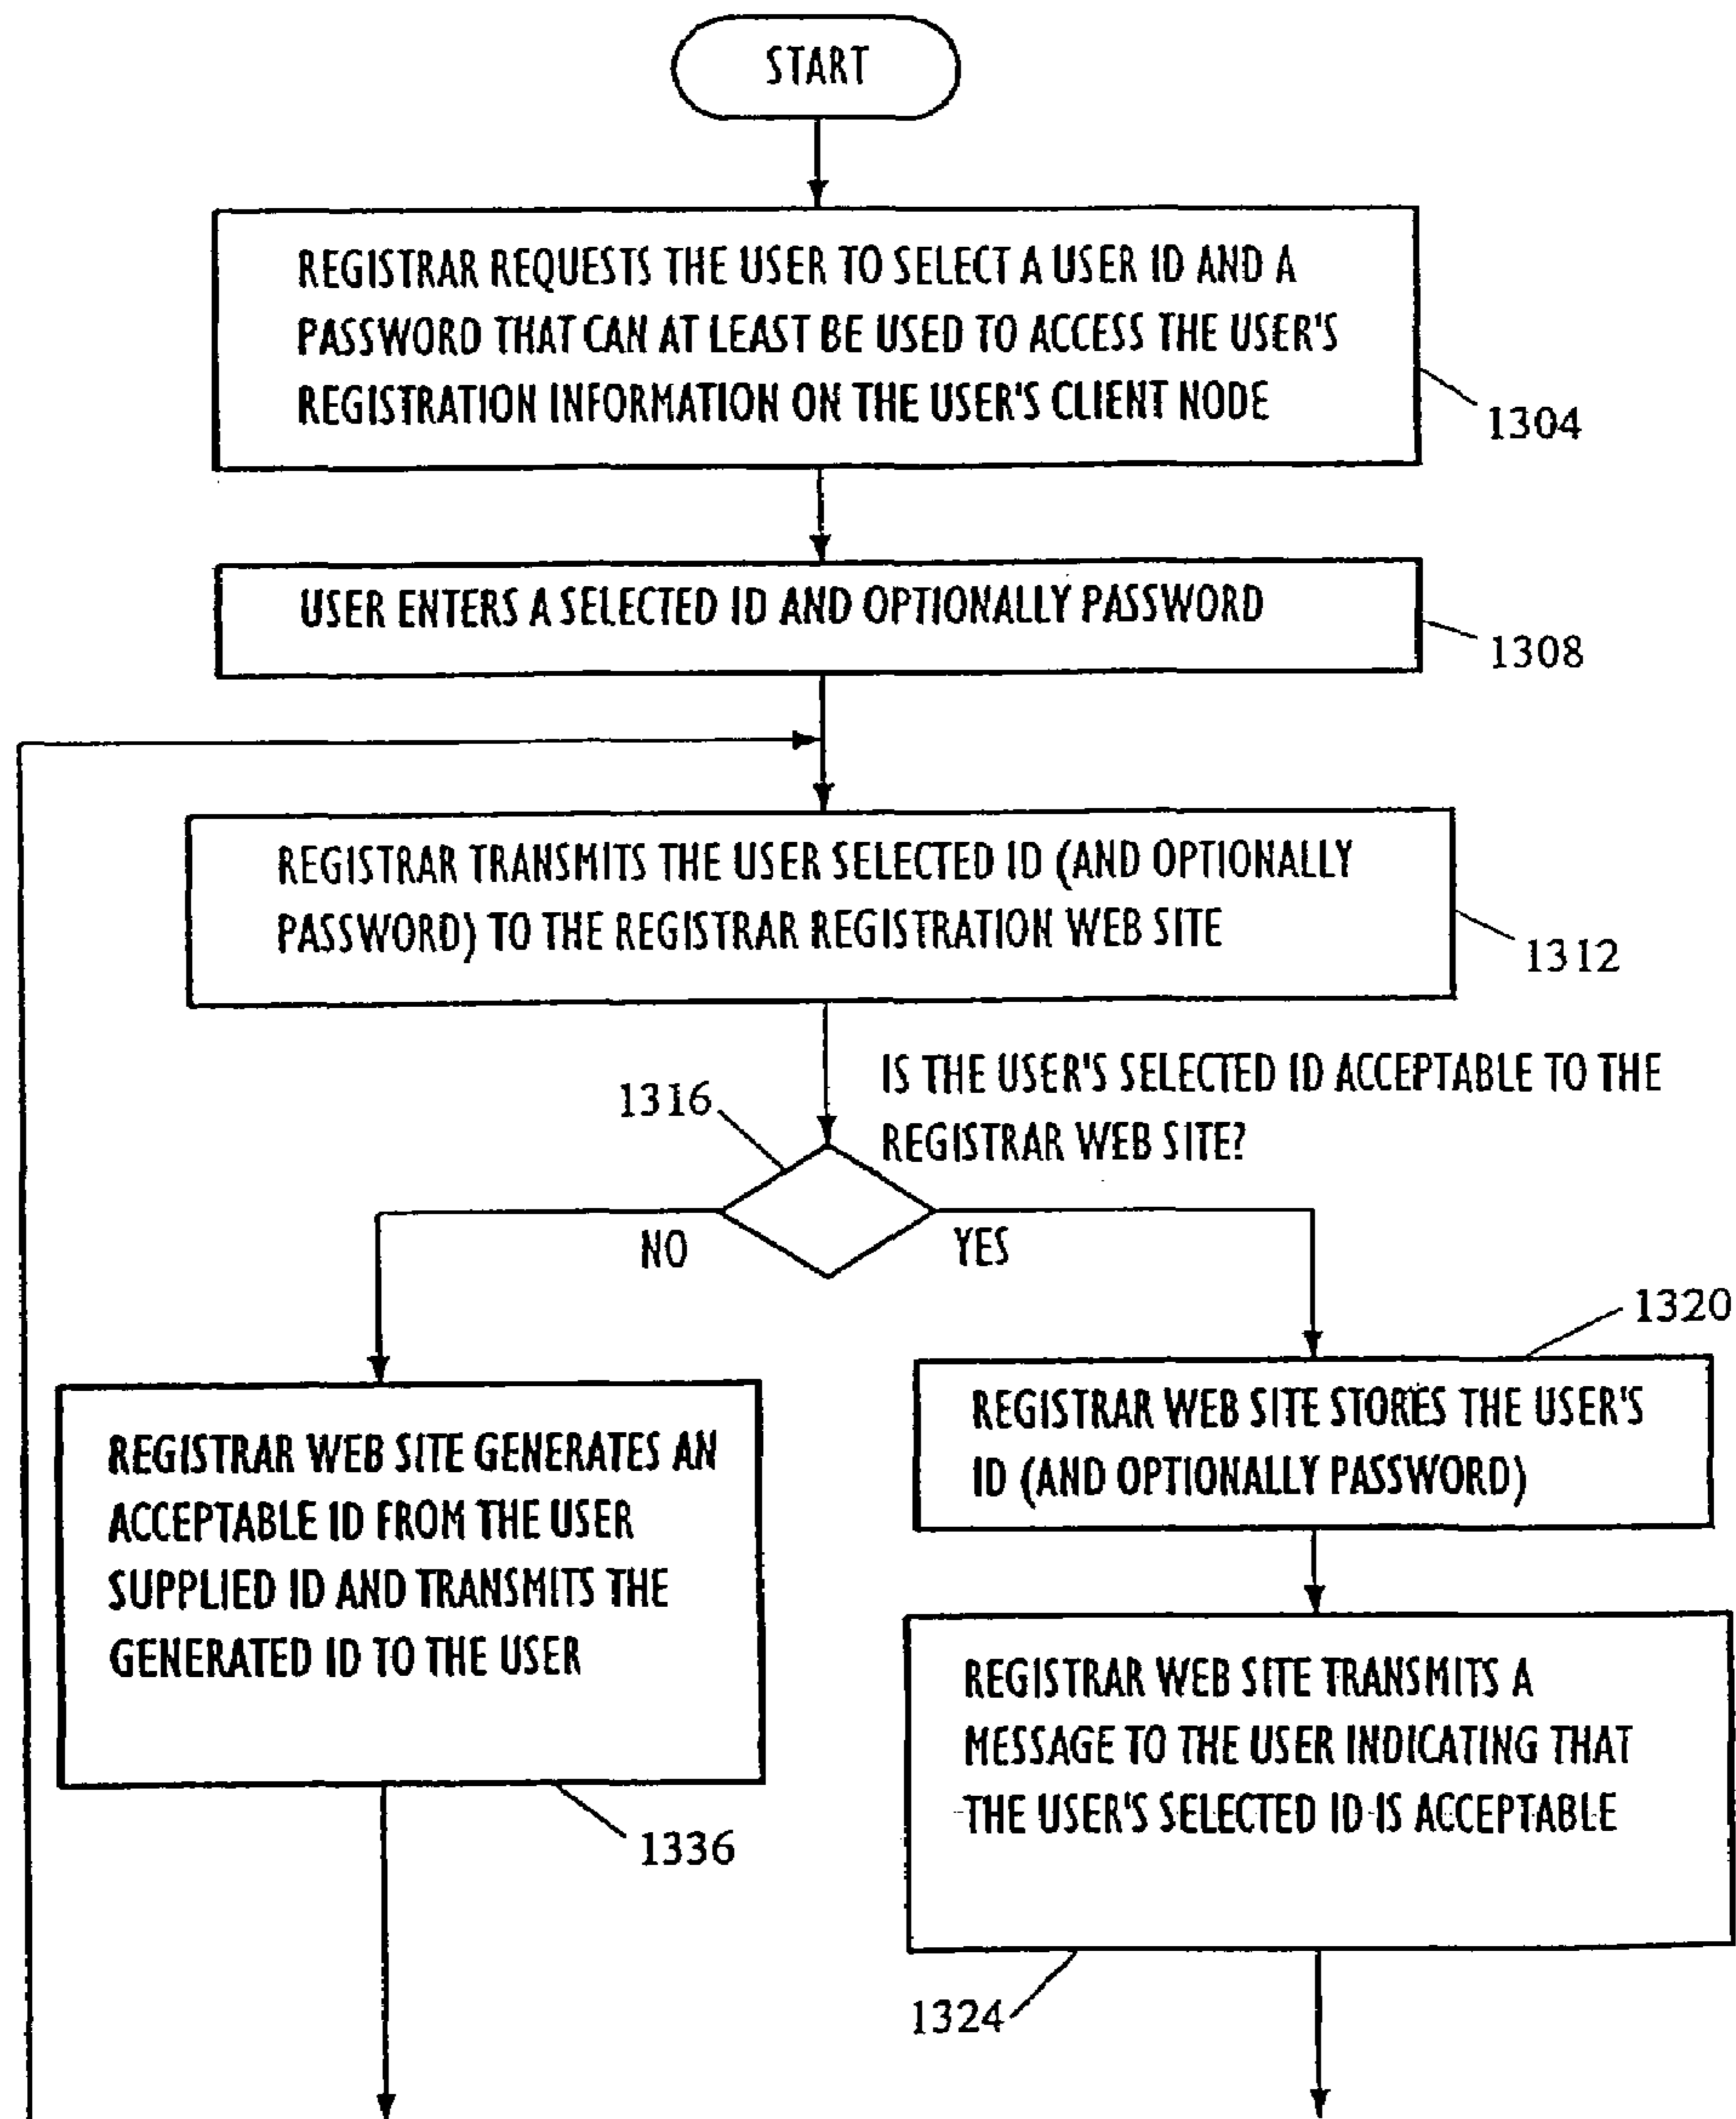 START
REGISTRAR REQUESTS THE USER TO SELECT A USER ID AND A
PASSWORD THAT CAN AT LEAST BE USED TO ACCESS THE USER'S
REGISTRATION INFORMATION ON THE USER'S CLIENT NODE
1304
USER ENTERS A SELECTED ID AND OPTIONALLY PASSWORD
1308
REGISTRAR TRANSMITS THE USER SELECTED ID (AND OPTIONALLY
PASSWORD) TO THE REGISTRAR REGISTRATION WEB SITE
1312
IS THE USER'S SELECTED ID ACCEPTABLE TO THE
REGISTRAR WEB SITE?
1316
NO
YES
1320
REGISTRAR WEB SITE STORES THE USER'S
ID (AND OPTIONALLY PASSWORD)
REGISTRAR WEB SITE GENERATES AN
ACCEPTABLE ID FROM THE USER
SUPPLIED ID AND TRANSMITS THE
GENERATED ID TO THE USER
1336
REGISTRAR WEB SITE TRANSMITS A
MESSAGE TO THE USER INDICATING THAT
THE USER'S SELECTED ID IS ACCEPTABLE
1324